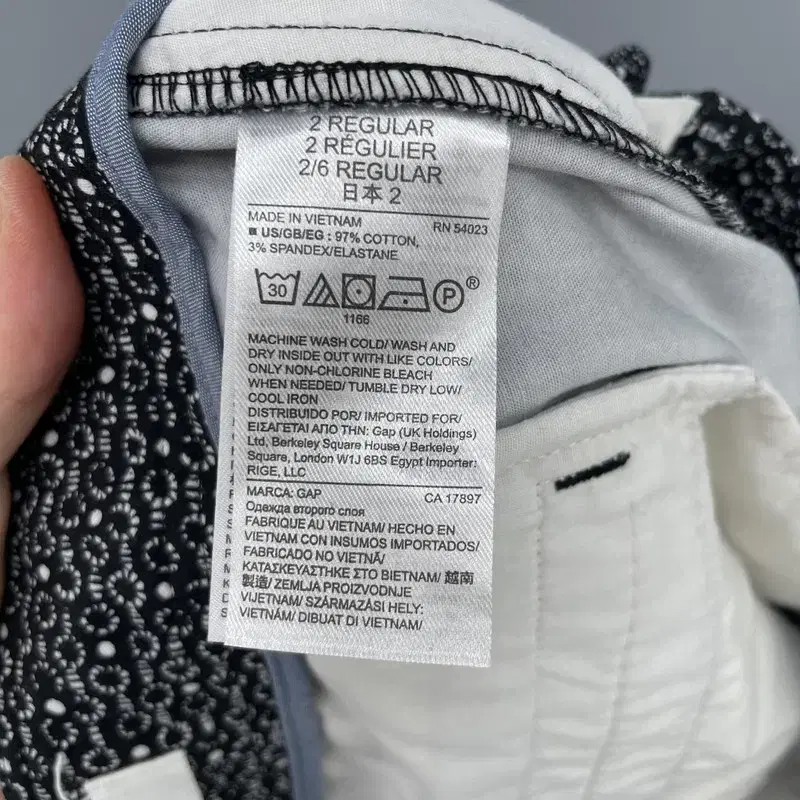 2 REGULAR
2 RÉGULIER
2/6 REGULAR
日本 2
MADE IN VIETNAM RN 54023
■ US/GB/EG : 97% COTTON,
3% SPANDEX/ELASTANE
30 P ®
1166
MACHINE WASH COLD/ WASH AND
DRY INSIDE OUT WITH LIKE COLORS/
ONLY NON-CHLORINE BLEACH
WHEN NEEDED/ TUMBLE DRY LOW/
COOL IRON
DISTRIBUIDO POR/ IMPORTED FOR/
ΕΙΣΑΓΕΤΑΙ ΑΠΟ ΤΗΝ: Gap (UK Holdings)
Ltd, Berkeley Square House / Berkeley
Square, London W1J 6BS Egypt Importer:
RIGE, LLC
MARCA: GAP CA 17897
Одежда второго слоя
FABRIQUE AU VIETNAM/ HECHO EN
VIETNAM CON INSUMOS IMPORTADOS/
FABRICADO NO VIETNÃ/
ΚΑΤΑΣΚΕΥΑΣΤΗΚΕ ΣΤΟ ΒΙΕΤΝΑΜ/ 越南
製造/ ZEMLJA PROIZVODNJE
VIJETNAM/ SZÁRMAZÁSI HELY:
VIETNÁM/ DIBUAT DI VIETNAM/